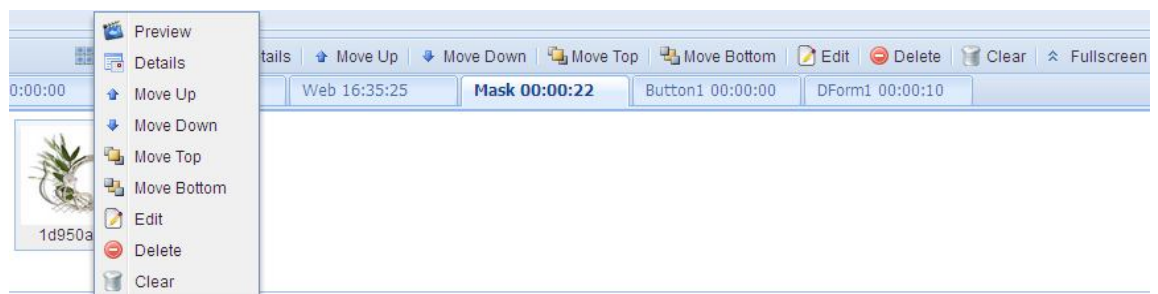 Preview
Details
Move Up
Move Down
Move Top
Move Bottom
Edit
Delete
Clear
tails Move Up Move Down Move Top Move Bottom Edit Delete Clear Fullscreen
0:00:00 Web 16:35:25 Mask 00:00:22 Button1 00:00:00 DForm1 00:00:10
1d950a